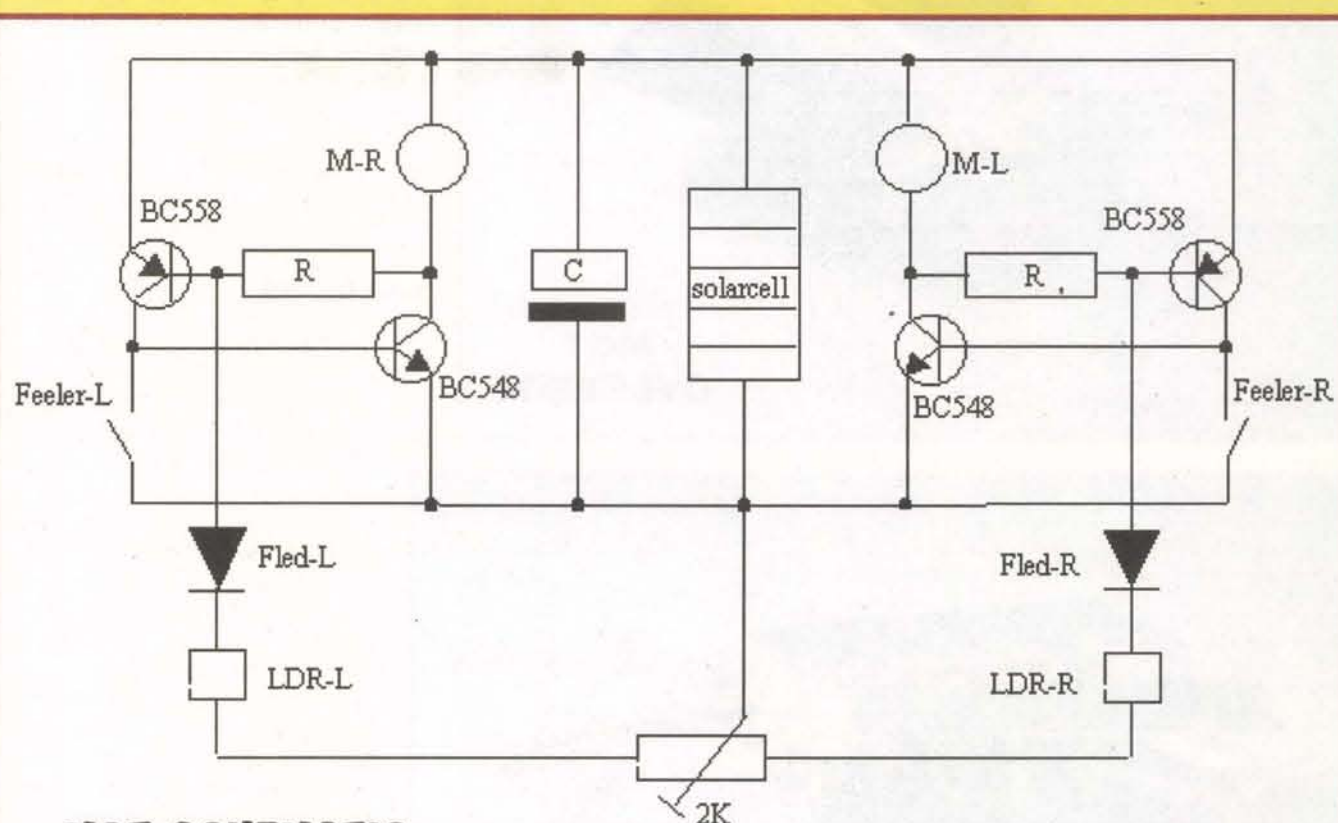 M-R
M-L
BC558
BC558
R
C
solarcell
R
BC548
BC548
Feeler-L
Feeler-R
Fled-L
Fled-R
LDR-L
LDR-R
2K